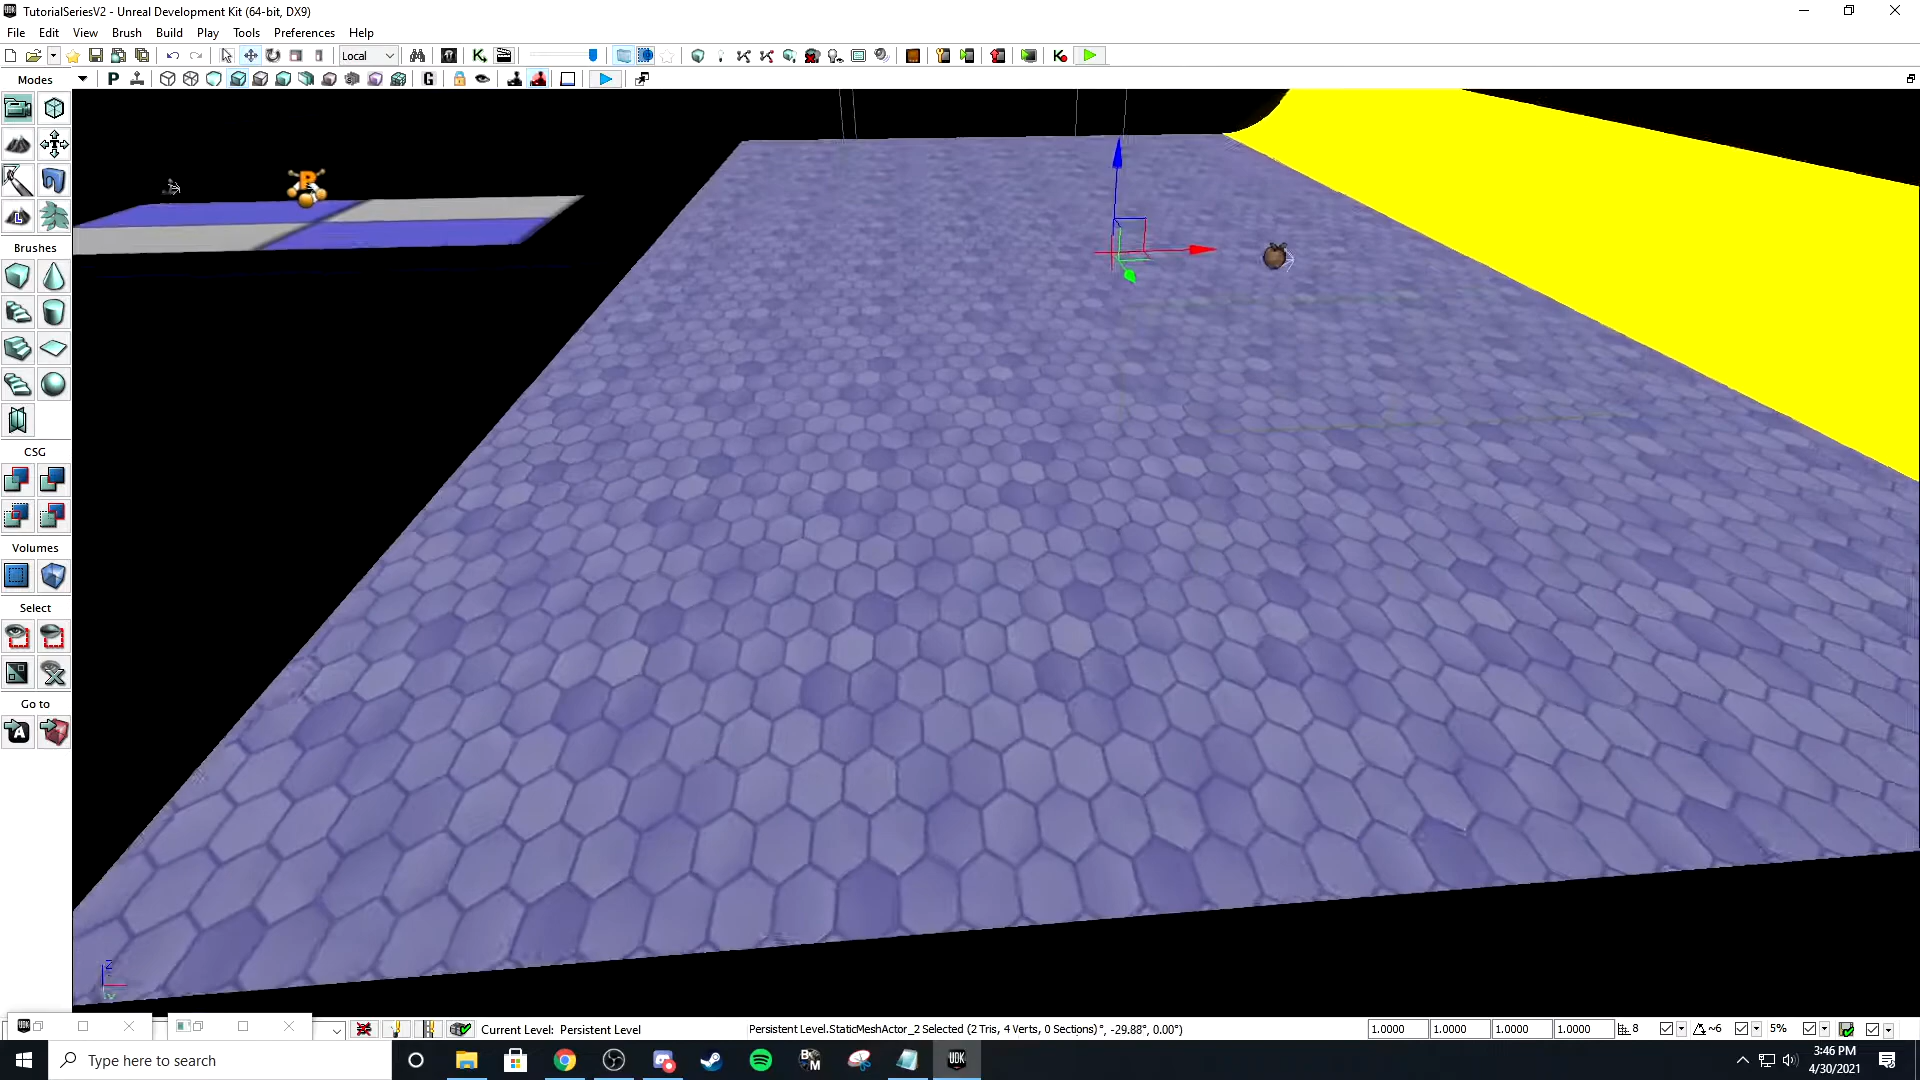 TutorialSeriesV2 - Unreal Development Kit (64-bit, DX9)
File Edit View Brush Build Play Tools Preferences Help
Local
Modes
P
G
P
L
Brushes
CSG
Volumes
Select
Go to
A
Z
Current Level: Persistent Level
Persistent Level.StaticMeshActor_2 Selected (2 Tris, 4 Verts, 0 Sections)°, -29.88°, 0.00°)
1.0000 1.0000 1.0000 1.0000 8 ~6 5%
Type here to search
UDK
3:46 PM
4/30/2021